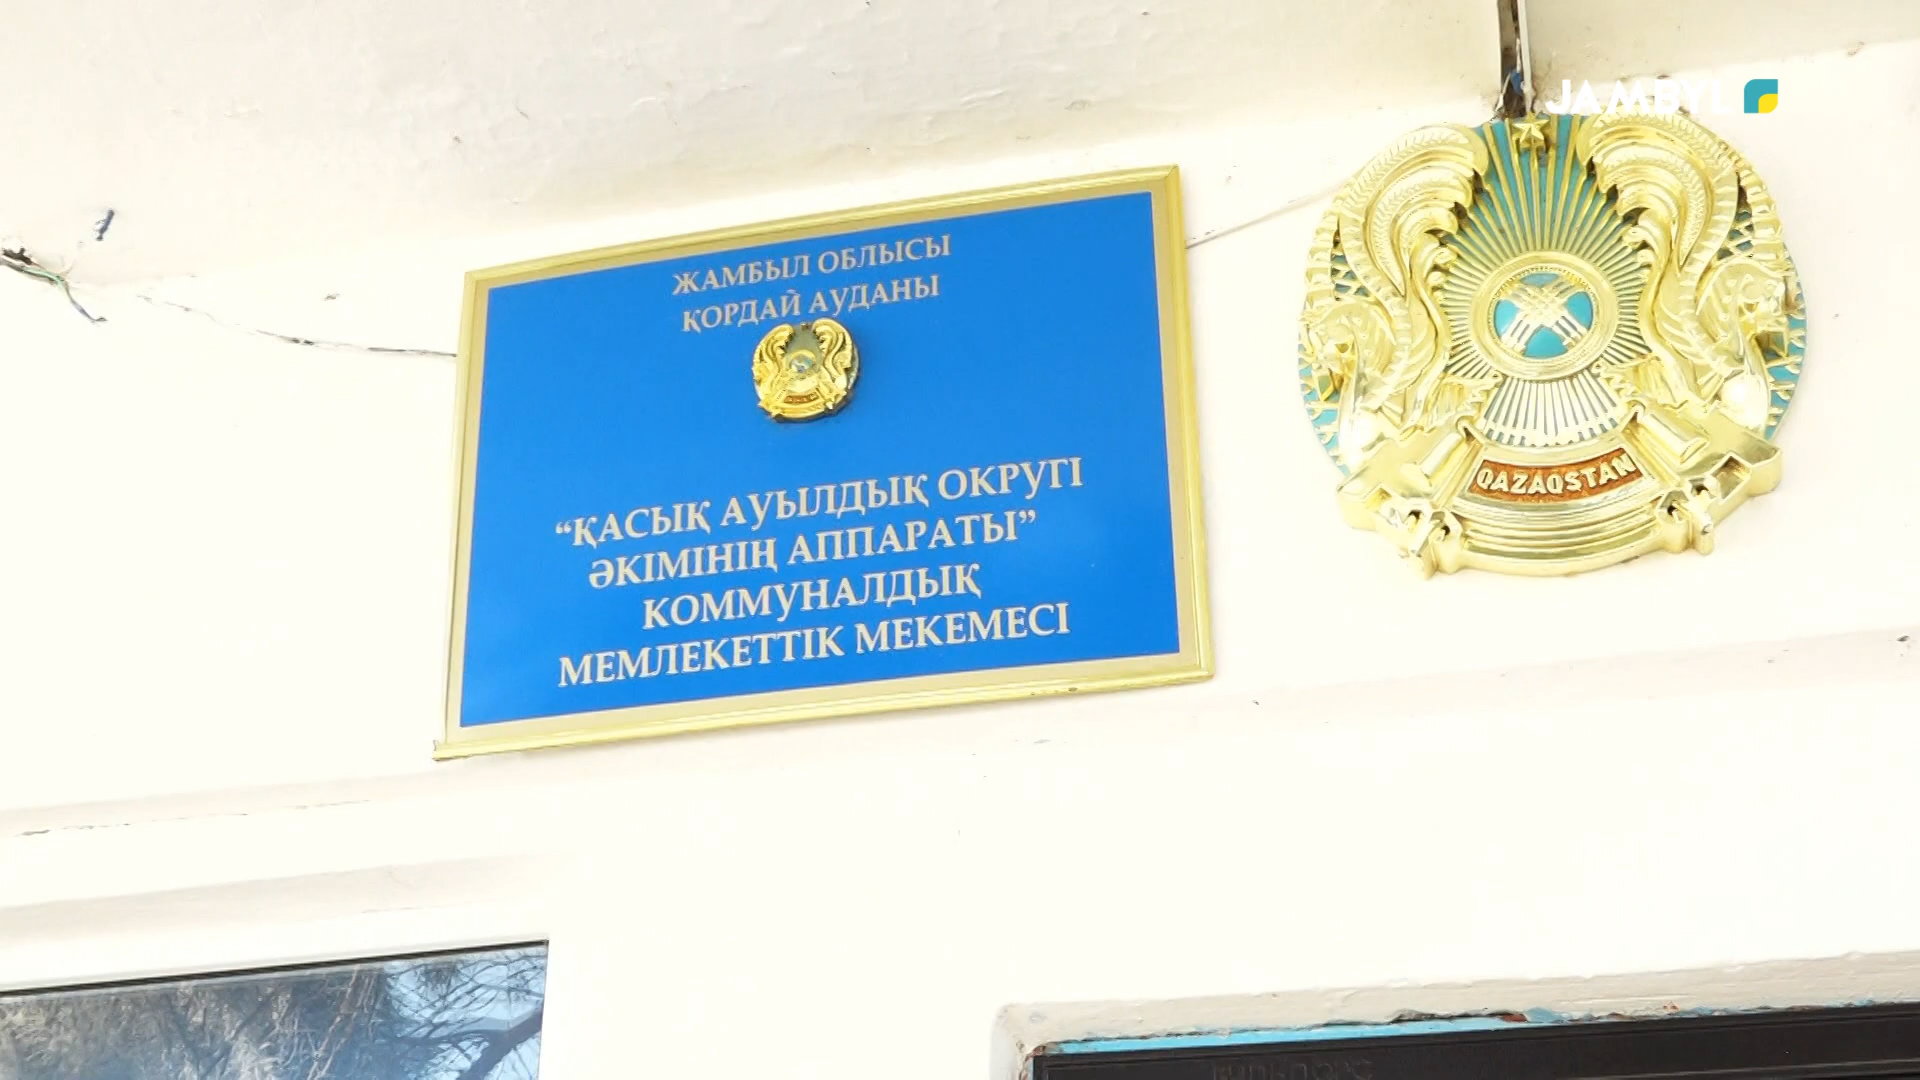 JAMBYL
ЖАМБЫЛ ОБЛЫСЫ
ҚОРДАЙ АУДАНЫ
“ҚАСЫҚ АУЫЛДЫҚ ОКРУГІ
ӘКІМІНІҢ АППАРАТЫ”
КОММУНАЛДЫҚ
МЕМЛЕКЕТТІК МЕКЕМЕСІ
QAZAQSTAN